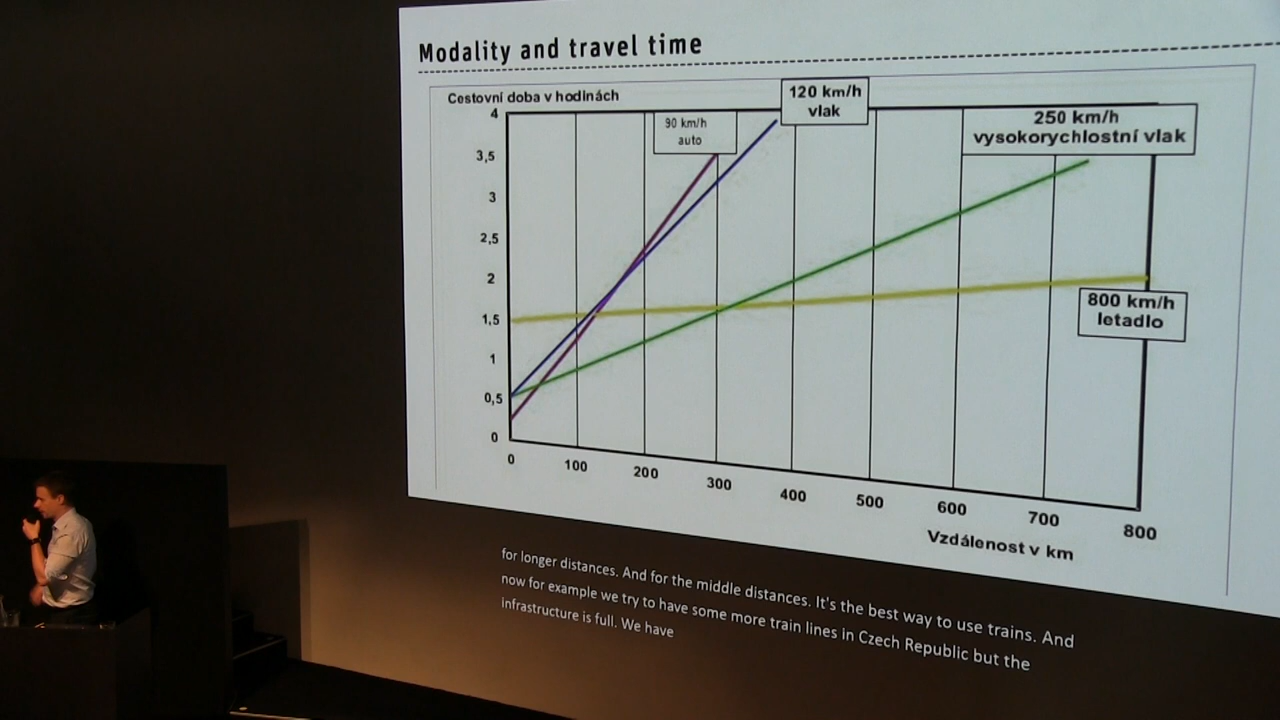 Modality and travel time
Cestovní doba v hodinách
120 km/h
vlak
90 km/h
auto
250 km/h
vysokorychlostní vlak
800 km/h
letadlo
4
3,5
3
2,5
2
1,5
1
0,5
0
0 100 200 300 400 500 600 700 800
Vzdálenost v km
for longer distances. And for the middle distances. It's the best way to use trains. And
now for example we try to have some more train lines in Czech Republic but the
infrastructure is full. We have